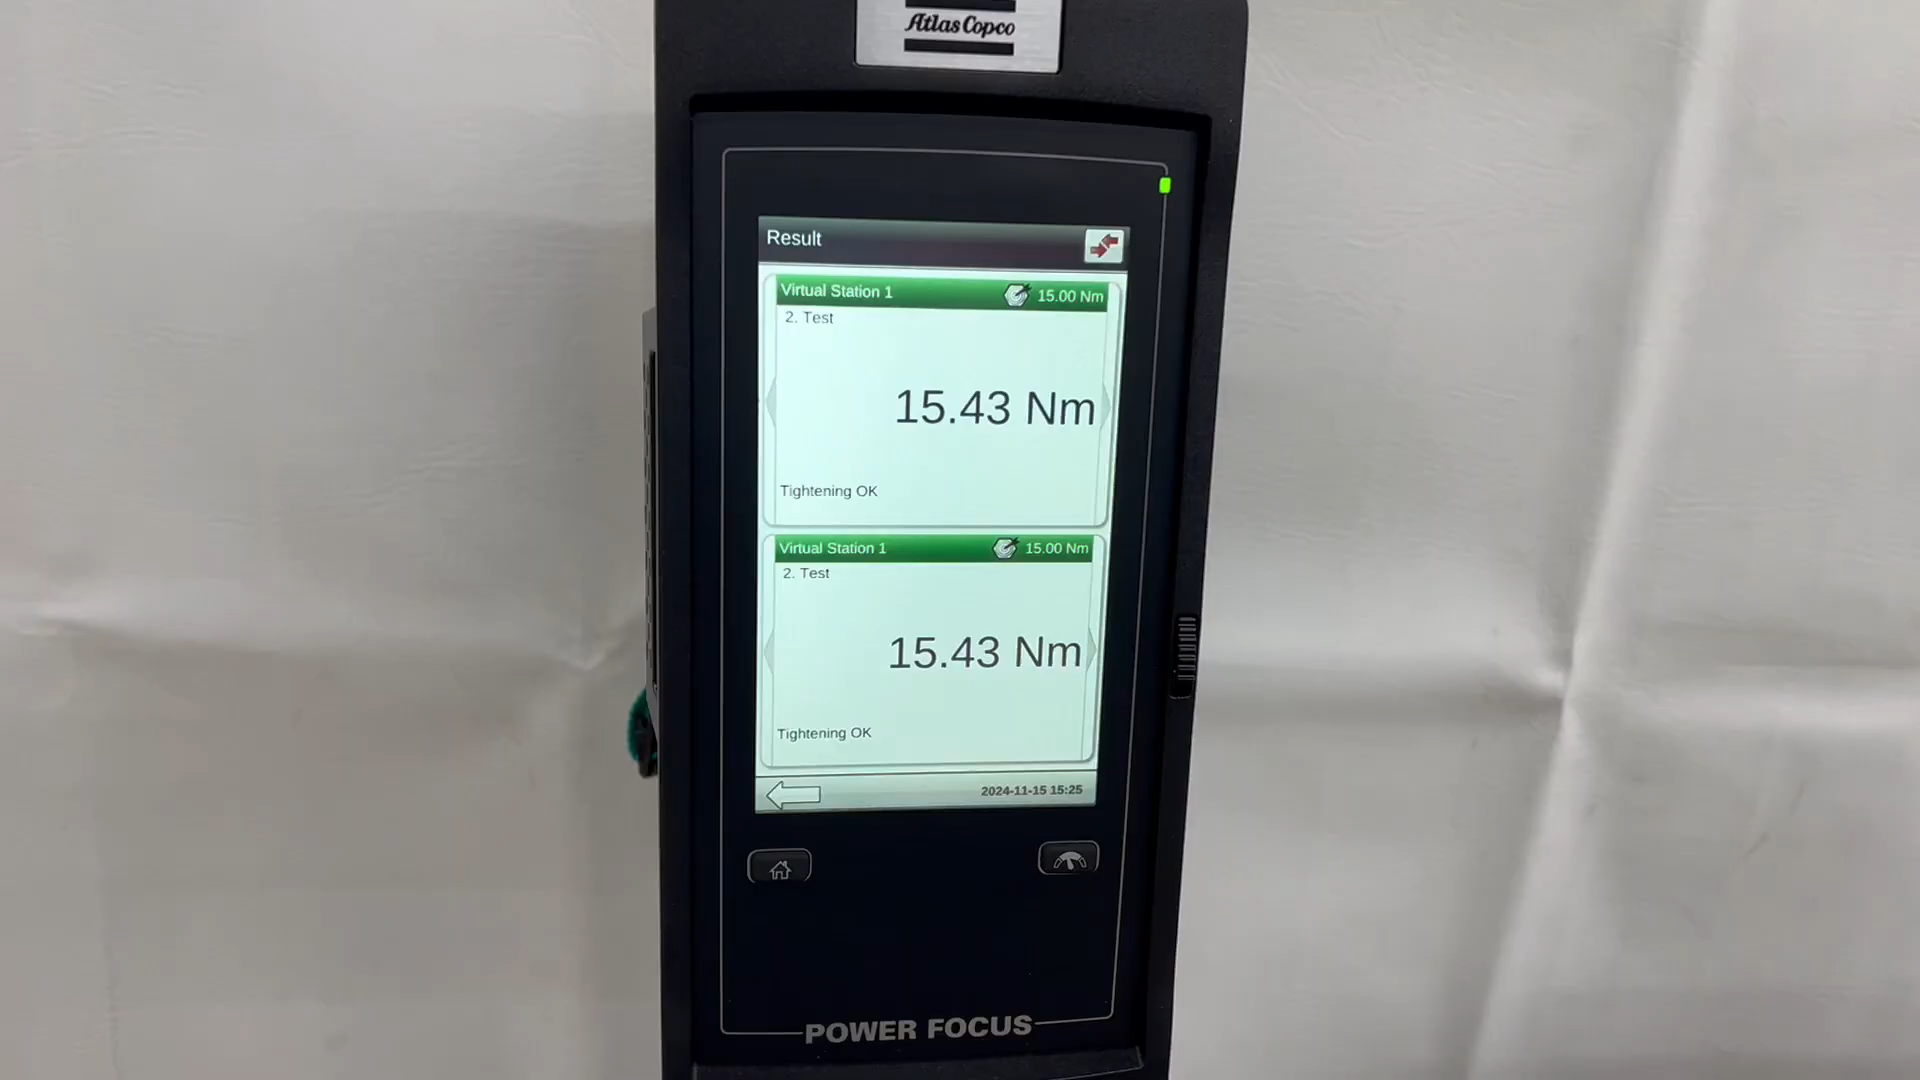 Atlas Copco
Result
Virtual Station 1 15.00 Nm
2. Test
15.43 Nm
Tightening OK
Virtual Station 1 15.00 Nm
2. Test
15.43 Nm
Tightening OK
2024-11-15 15:25
POWER FOCUS